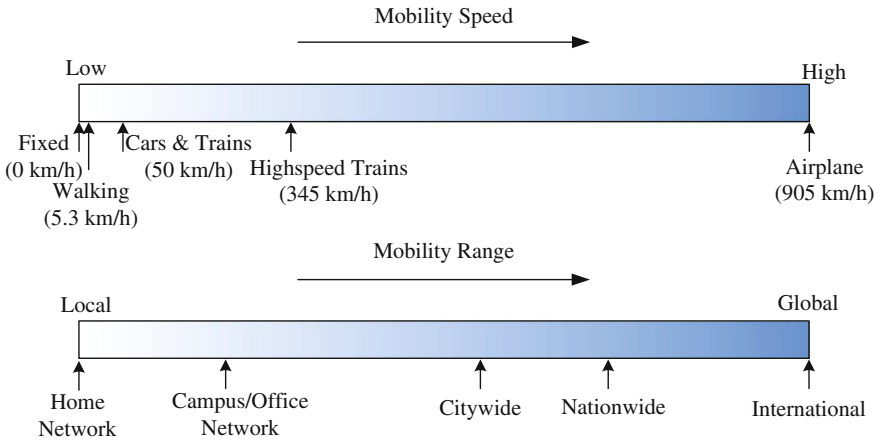 Mobility Speed
Low
High
Fixed
(0 km/h)
Walking
(5.3 km/h)
Cars & Trains
(50 km/h)
Highspeed Trains
(345 km/h)
Airplane
(905 km/h)
Mobility Range
Local
Global
Home
Network
Campus/Office
Network
Citywide
Nationwide
International